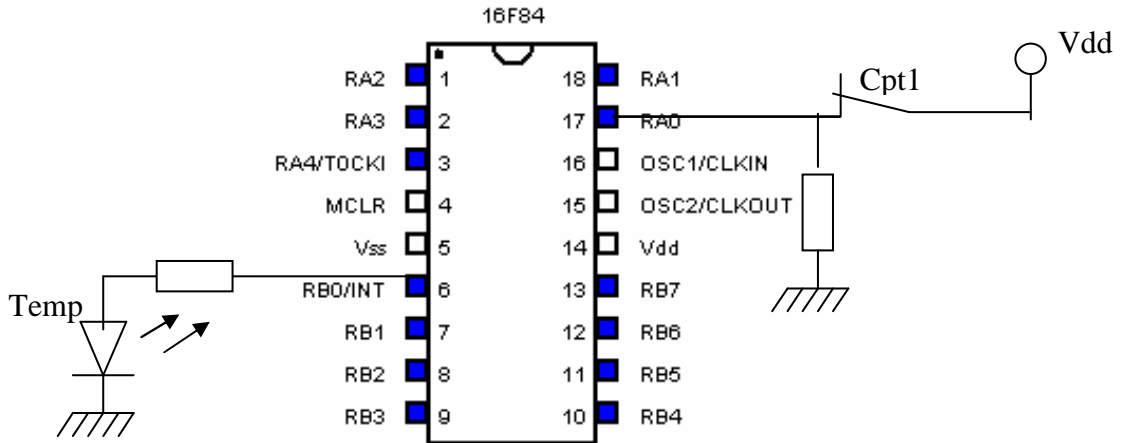 16F84
Vdd
Cpt1
RA2 1 18 RA1
RA3 2 17 RA0
RA4/T0CKI 3 16 OSC1/CLKIN
MCLR 4 15 OSC2/CLKOUT
Vss 5 14 Vdd
Temp
RB0/INT 6 13 RB7
RB1 7 12 RB6
RB2 8 11 RB5
RB3 9 10 RB4